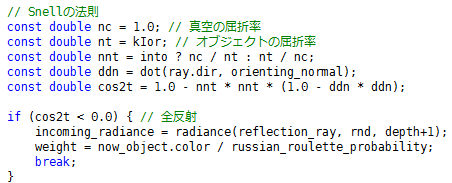 // Snellの法則
const double nc = 1.0; // 真空の屈折率
const double nt = kIor; // オブジェクトの屈折率
const double nnt = into ? nc / nt : nt / nc;
const double ddn = dot(ray.dir, orienting_normal);
const double cos2t = 1.0 - nnt * nnt * (1.0 - ddn * ddn);

if (cos2t < 0.0) { // 全反射
    incoming_radiance = radiance(reflection_ray, rnd, depth+1);
    weight = now_object.color / russian_roulette_probability;
    break;
}